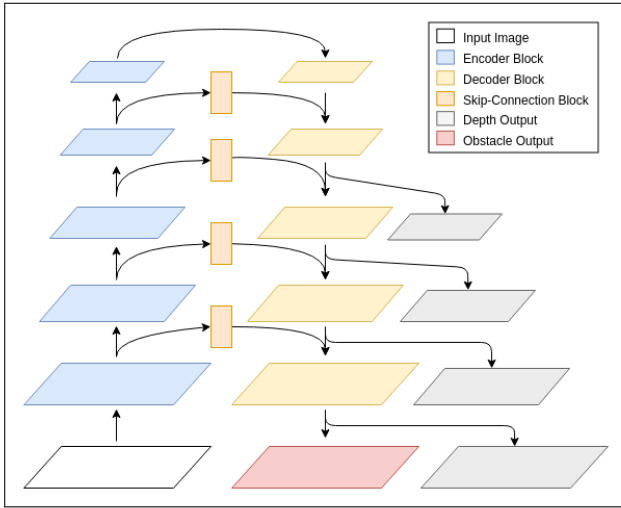 Input Image
Encoder Block
Decoder Block
Skip-Connection Block
Depth Output
Obstacle Output